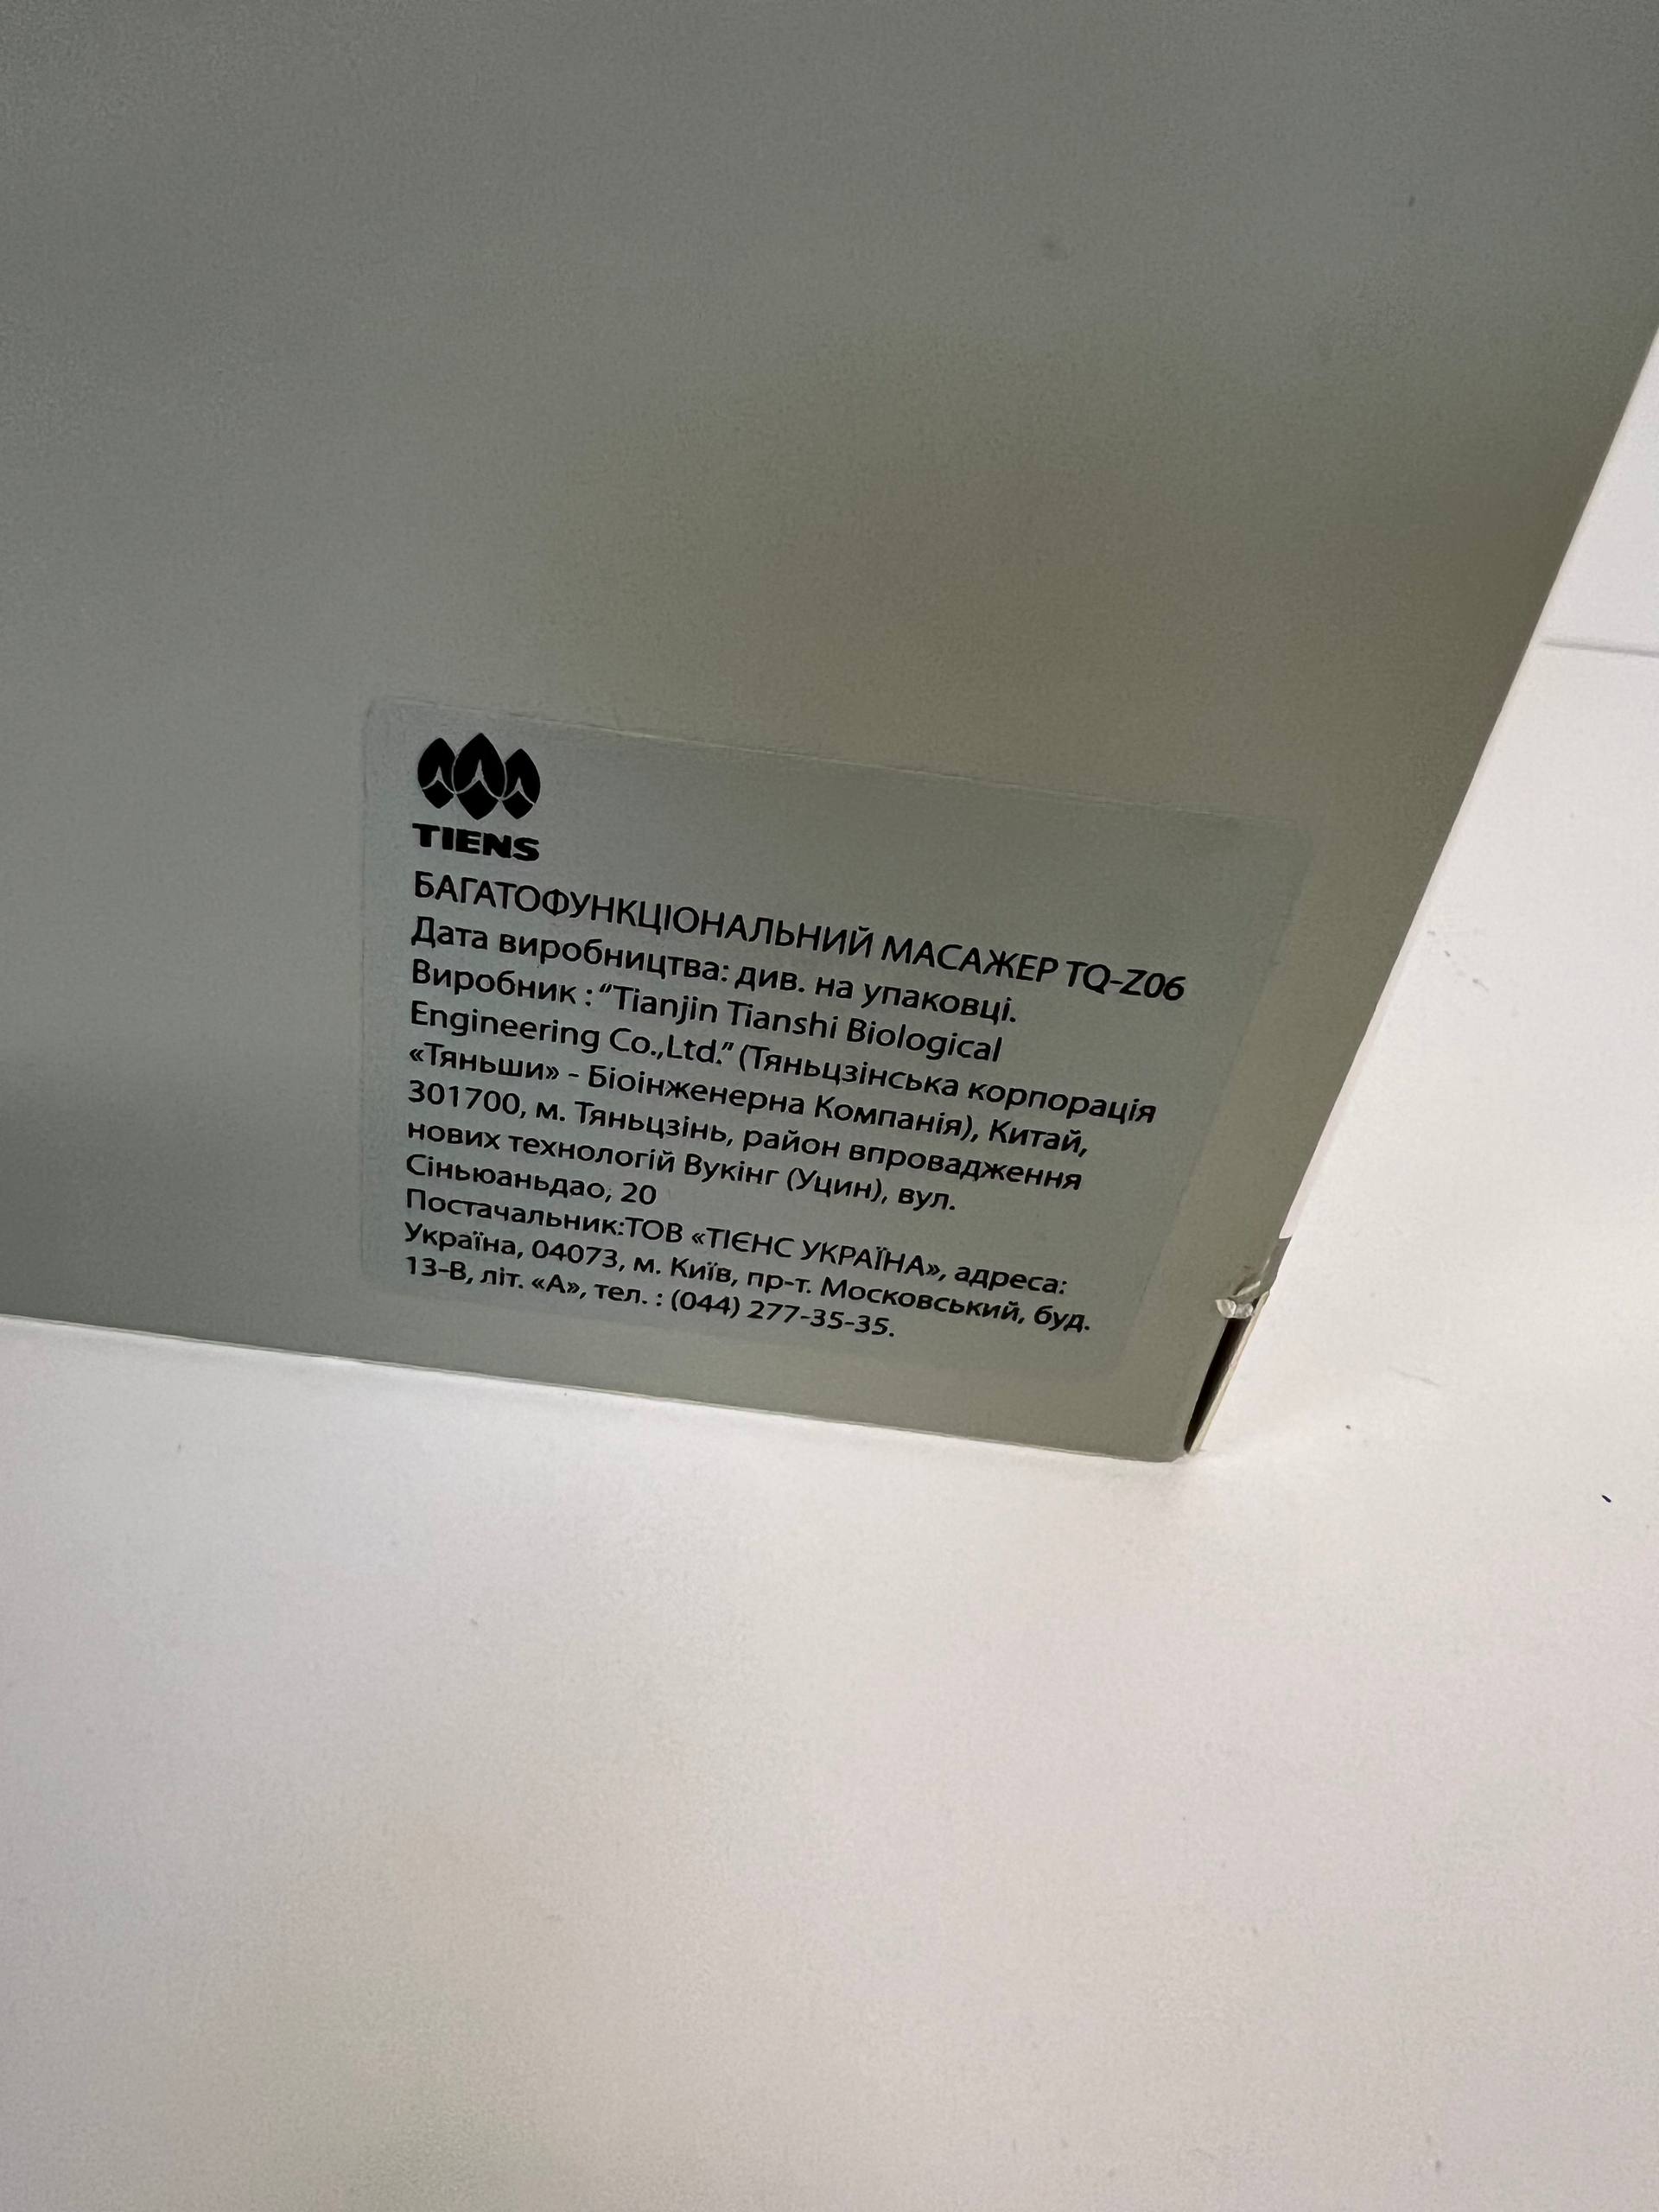 TIENS
БАГАТОФУНКЦІОНАЛЬНИЙ МАСАЖЕР TQ-Z06
Дата виробництва: див. на упаковці.
Виробник : “Tianjin Tianshi Biological
Engineering Co.,Ltd.” (Тяньцзінська корпорація
«Тяньши» - Біоінженерна Компанія), Китай,
301700, м. Тяньцзінь, район впровадження
нових технологій Вукінг (Уцин), вул.
Сіньюаньдао, 20
Постачальник:ТОВ «ТІЄНС УКРАЇНА», адреса:
Україна, 04073, м. Київ, пр-т. Московський, буд.
13-В, літ. «А», тел. : (044) 277-35-35.